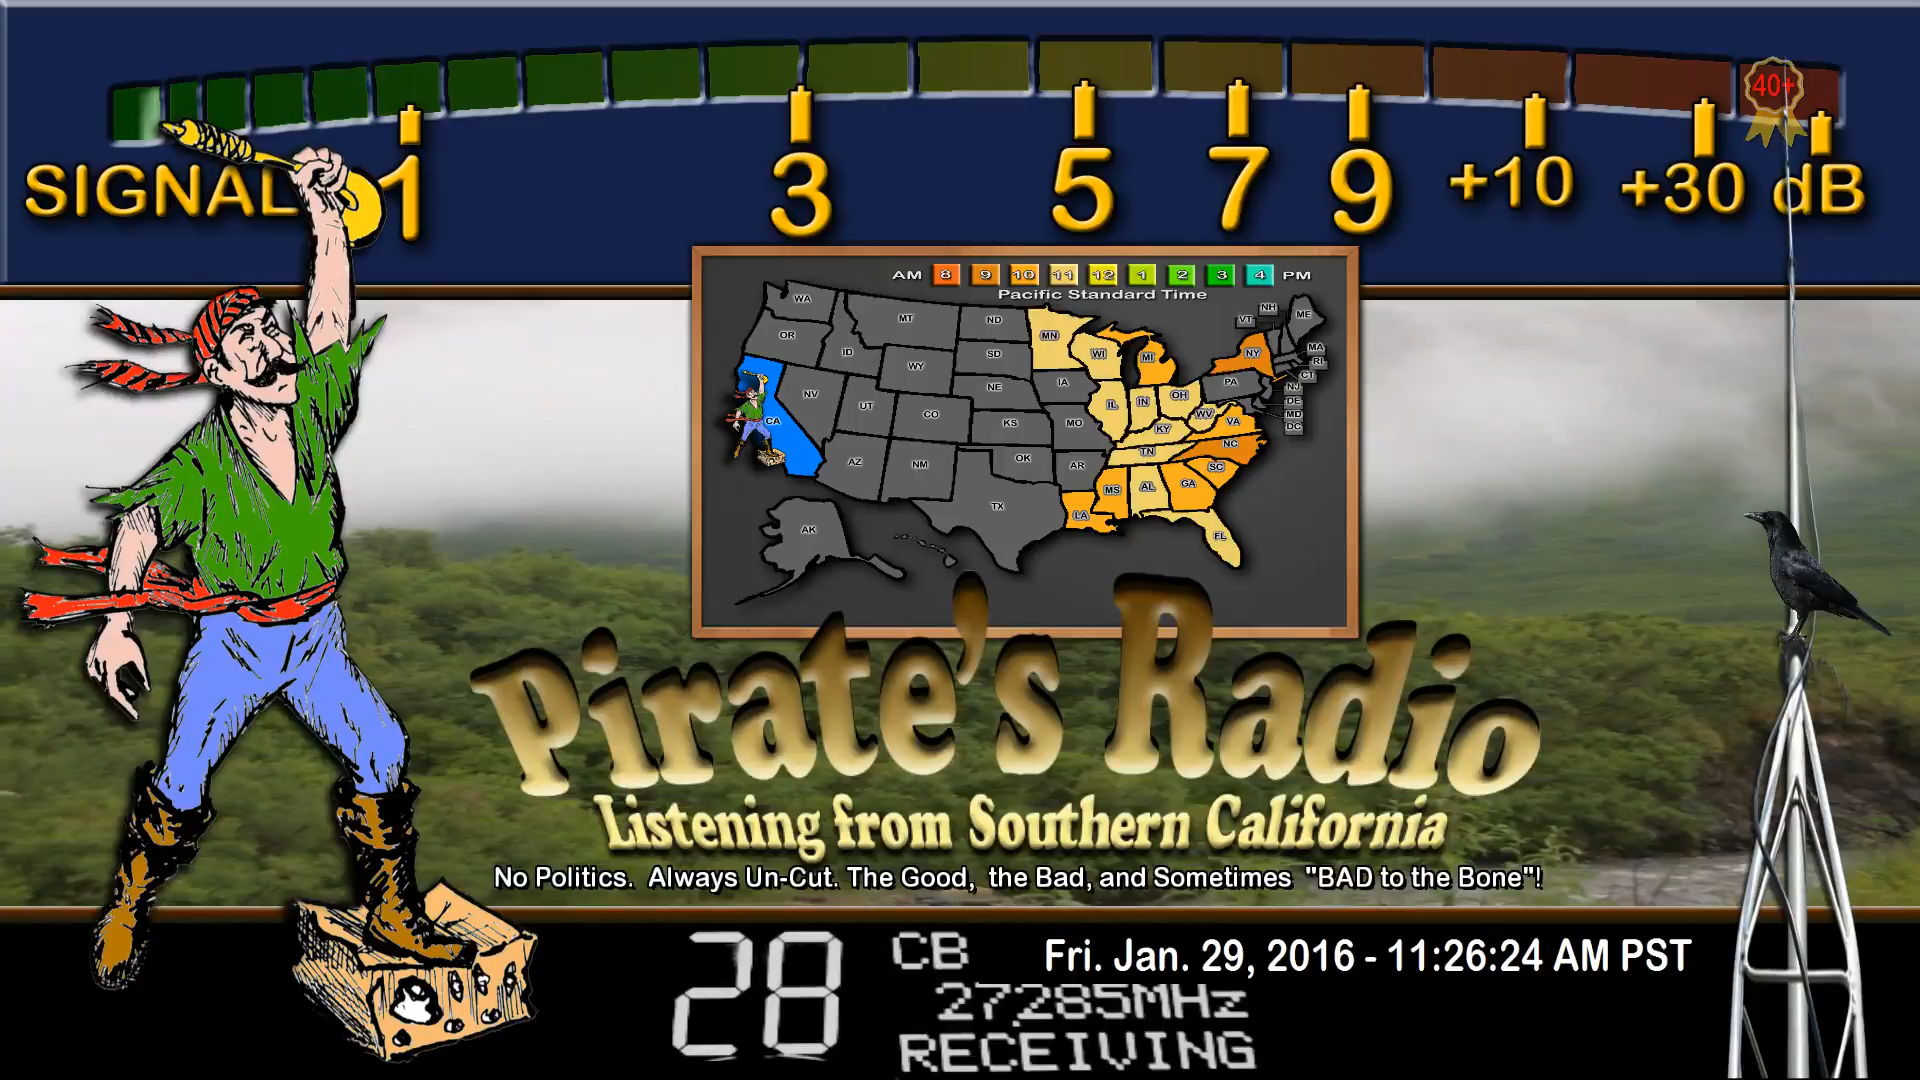 40+
SIGNAL 1 3 5 7 9 +10 +30 dB
AM 8 9 10 11 12 1 2 3 4 PM
Pacific Standard Time
WA MT ND MN WI MI NY VT NH ME
OR ID WY SD IA PA MA RI CT
NV UT CO NE IL IN OH NJ DE MD DC
CA KS MO KY WV VA
AZ NM OK AR TN NC SC
TX LA MS AL GA FL
AK
Pirate's Radio
Listening from Southern California
No Politics. Always Un-Cut. The Good, the Bad, and Sometimes "BAD to the Bone"!
28 CB Fri. Jan. 29, 2016 - 11:26:24 AM PST
27.285MHz
RECEIVING